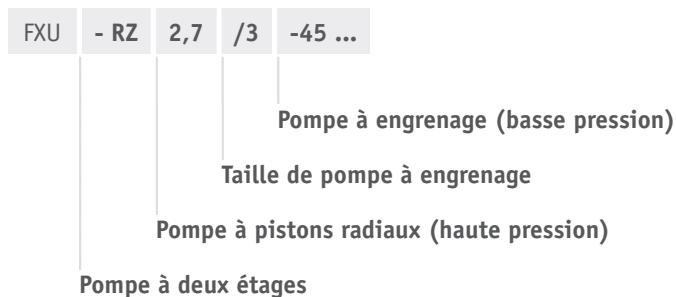 FXU - RZ 2,7 /3 -45 ...
Pompe à engrenage (basse pression)
Taille de pompe à engrenage
Pompe à pistons radiaux (haute pression)
Pompe à deux étages